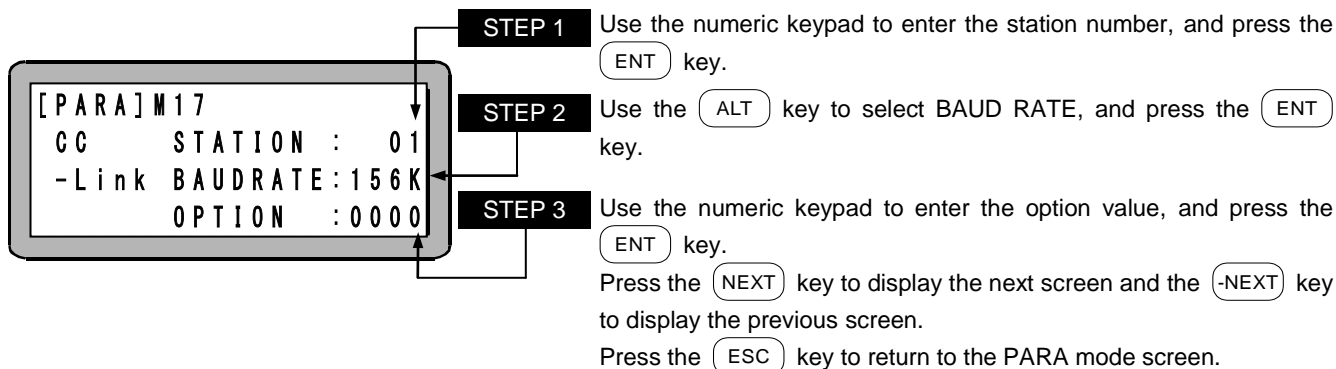 [PARA]M17
CC STATION : 01
-Link BAUDRATE:156K
OPTION :0000
STEP 1 Use the numeric keypad to enter the station number, and press the
ENT key.
STEP 2 Use the ALT key to select BAUD RATE, and press the ENT
key.
STEP 3 Use the numeric keypad to enter the option value, and press the
ENT key.
Press the NEXT key to display the next screen and the -NEXT key
to display the previous screen.
Press the ESC key to return to the PARA mode screen.